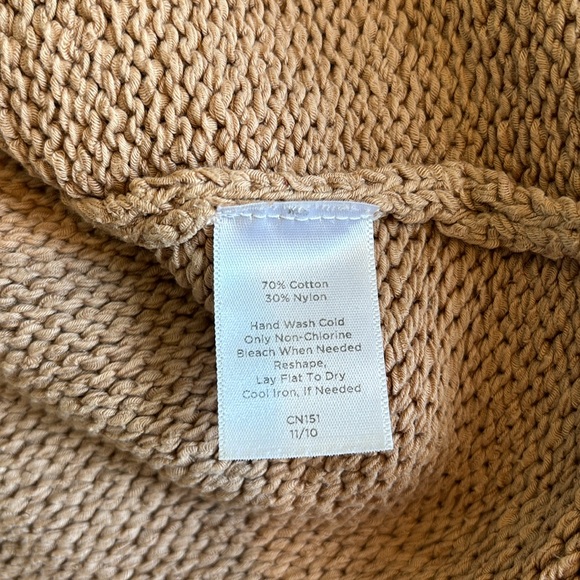 70% Cotton
30% Nylon
Hand Wash Cold
Only Non-Chlorine
Bleach When Needed
Reshape,
Lay Flat To Dry
Cool Iron, If Needed
CN151
11/10